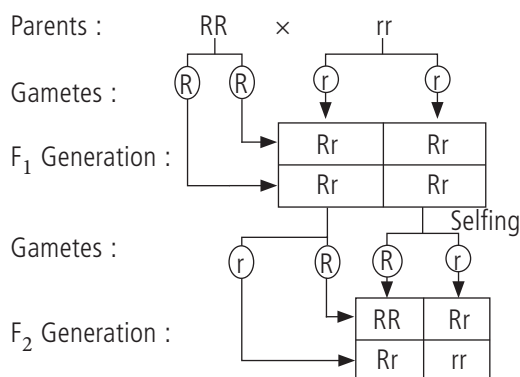 Parents : RR × rr
Gametes : R R r r
F₁ Generation : Rr Rr
Rr Rr
Selfing
Gametes : r R R r
F₂ Generation : RR Rr
Rr rr